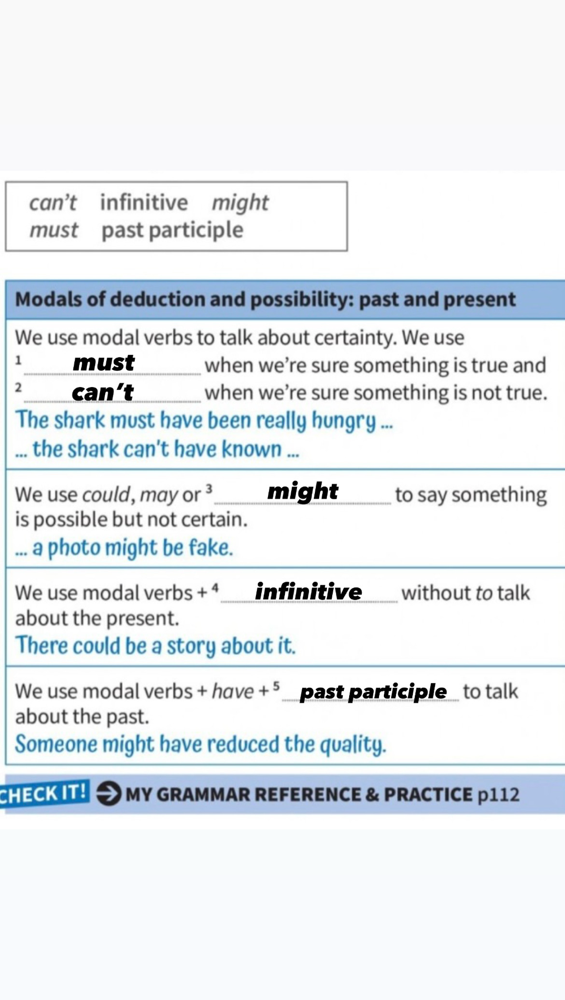 can't infinitive might
must past participle
Modals of deduction and possibility: past and present
We use modal verbs to talk about certainty. We use
1 must when we're sure something is true and
2 can't when we're sure something is not true.
The shark must have been really hungry ...
... the shark can't have known ...
We use could, may or 3 might to say something
is possible but not certain.
... a photo might be fake.
We use modal verbs + 4 infinitive without to talk
about the present.
There could be a story about it.
We use modal verbs + have + 5 past participle to talk
about the past.
Someone might have reduced the quality.
CHECK IT! MY GRAMMAR REFERENCE & PRACTICE p112